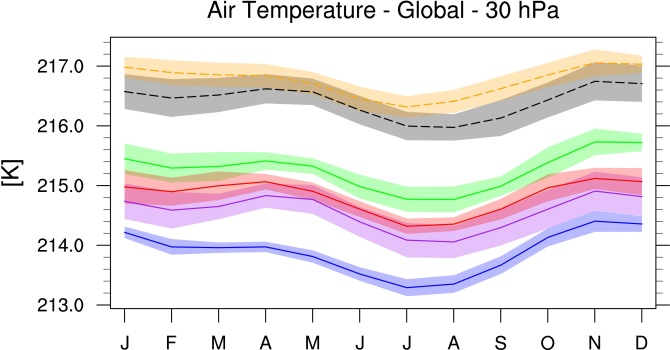 Air Temperature - Global - 30 hPa
[K]
217.0
216.0
215.0
214.0
213.0
J F M A M J J A S O N D